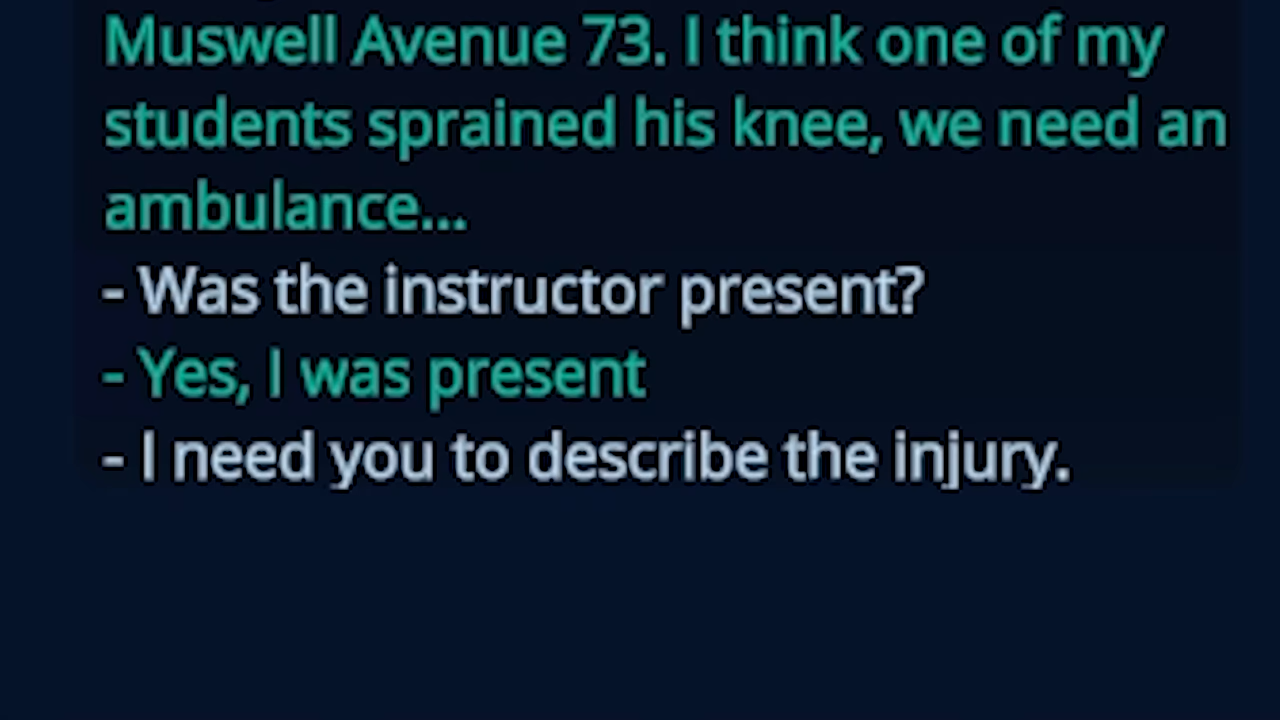 Muswell Avenue 73. I think one of my
students sprained his knee, we need an
ambulance...
- Was the instructor present?
- Yes, I was present
- I need you to describe the injury.